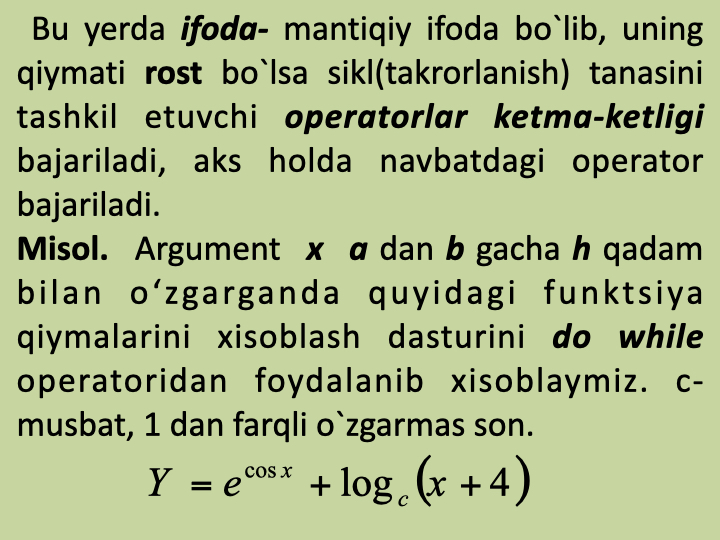 Bu yerda ifoda- mantiqiy ifoda bo`lib, uning
qiymati rost bo`lsa sikl(takrorlanish) tanasini
tashkil etuvchi operatorlar ketma-ketligi
bajariladi, aks holda navbatdagi operator
bajariladi.
Misol. Argument x a dan b gacha h qadam
bilan o‘zgarganda quyidagi funktsiya
qiymalarini xisoblash dasturini do while
operatoridan foydalanib xisoblaymiz. c-
musbat, 1 dan farqli o`zgarmas son.
Y = e^{cos x} + log_c (x + 4)